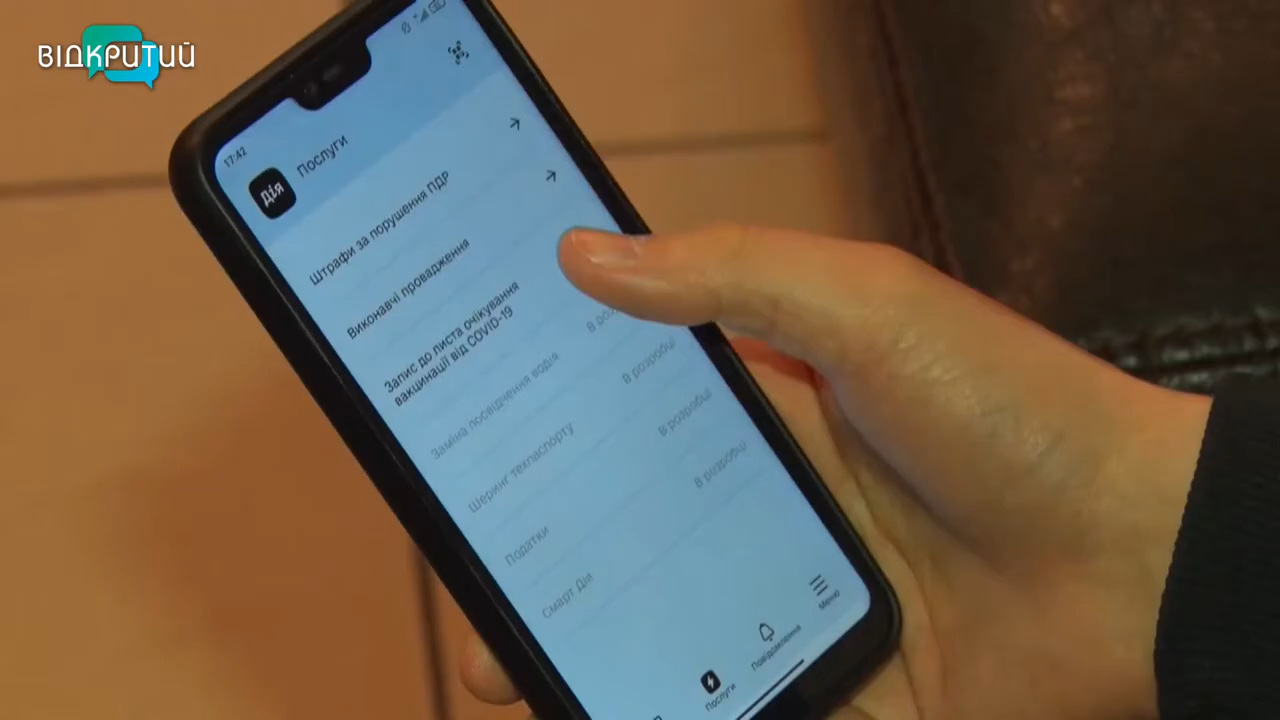 ВІДКРИТИЙ
17:42
Дія
Послуги
Штрафи за порушення ПДР
Виконавчі провадження
Запис до листа очікування
вакцинації від COVID-19
Заміна посвідчення водія
Шеринг техпаспорту
В розробці
Податки
В розробці
Смарт Дія
В розробці
Послуги
Повідомлення
Меню